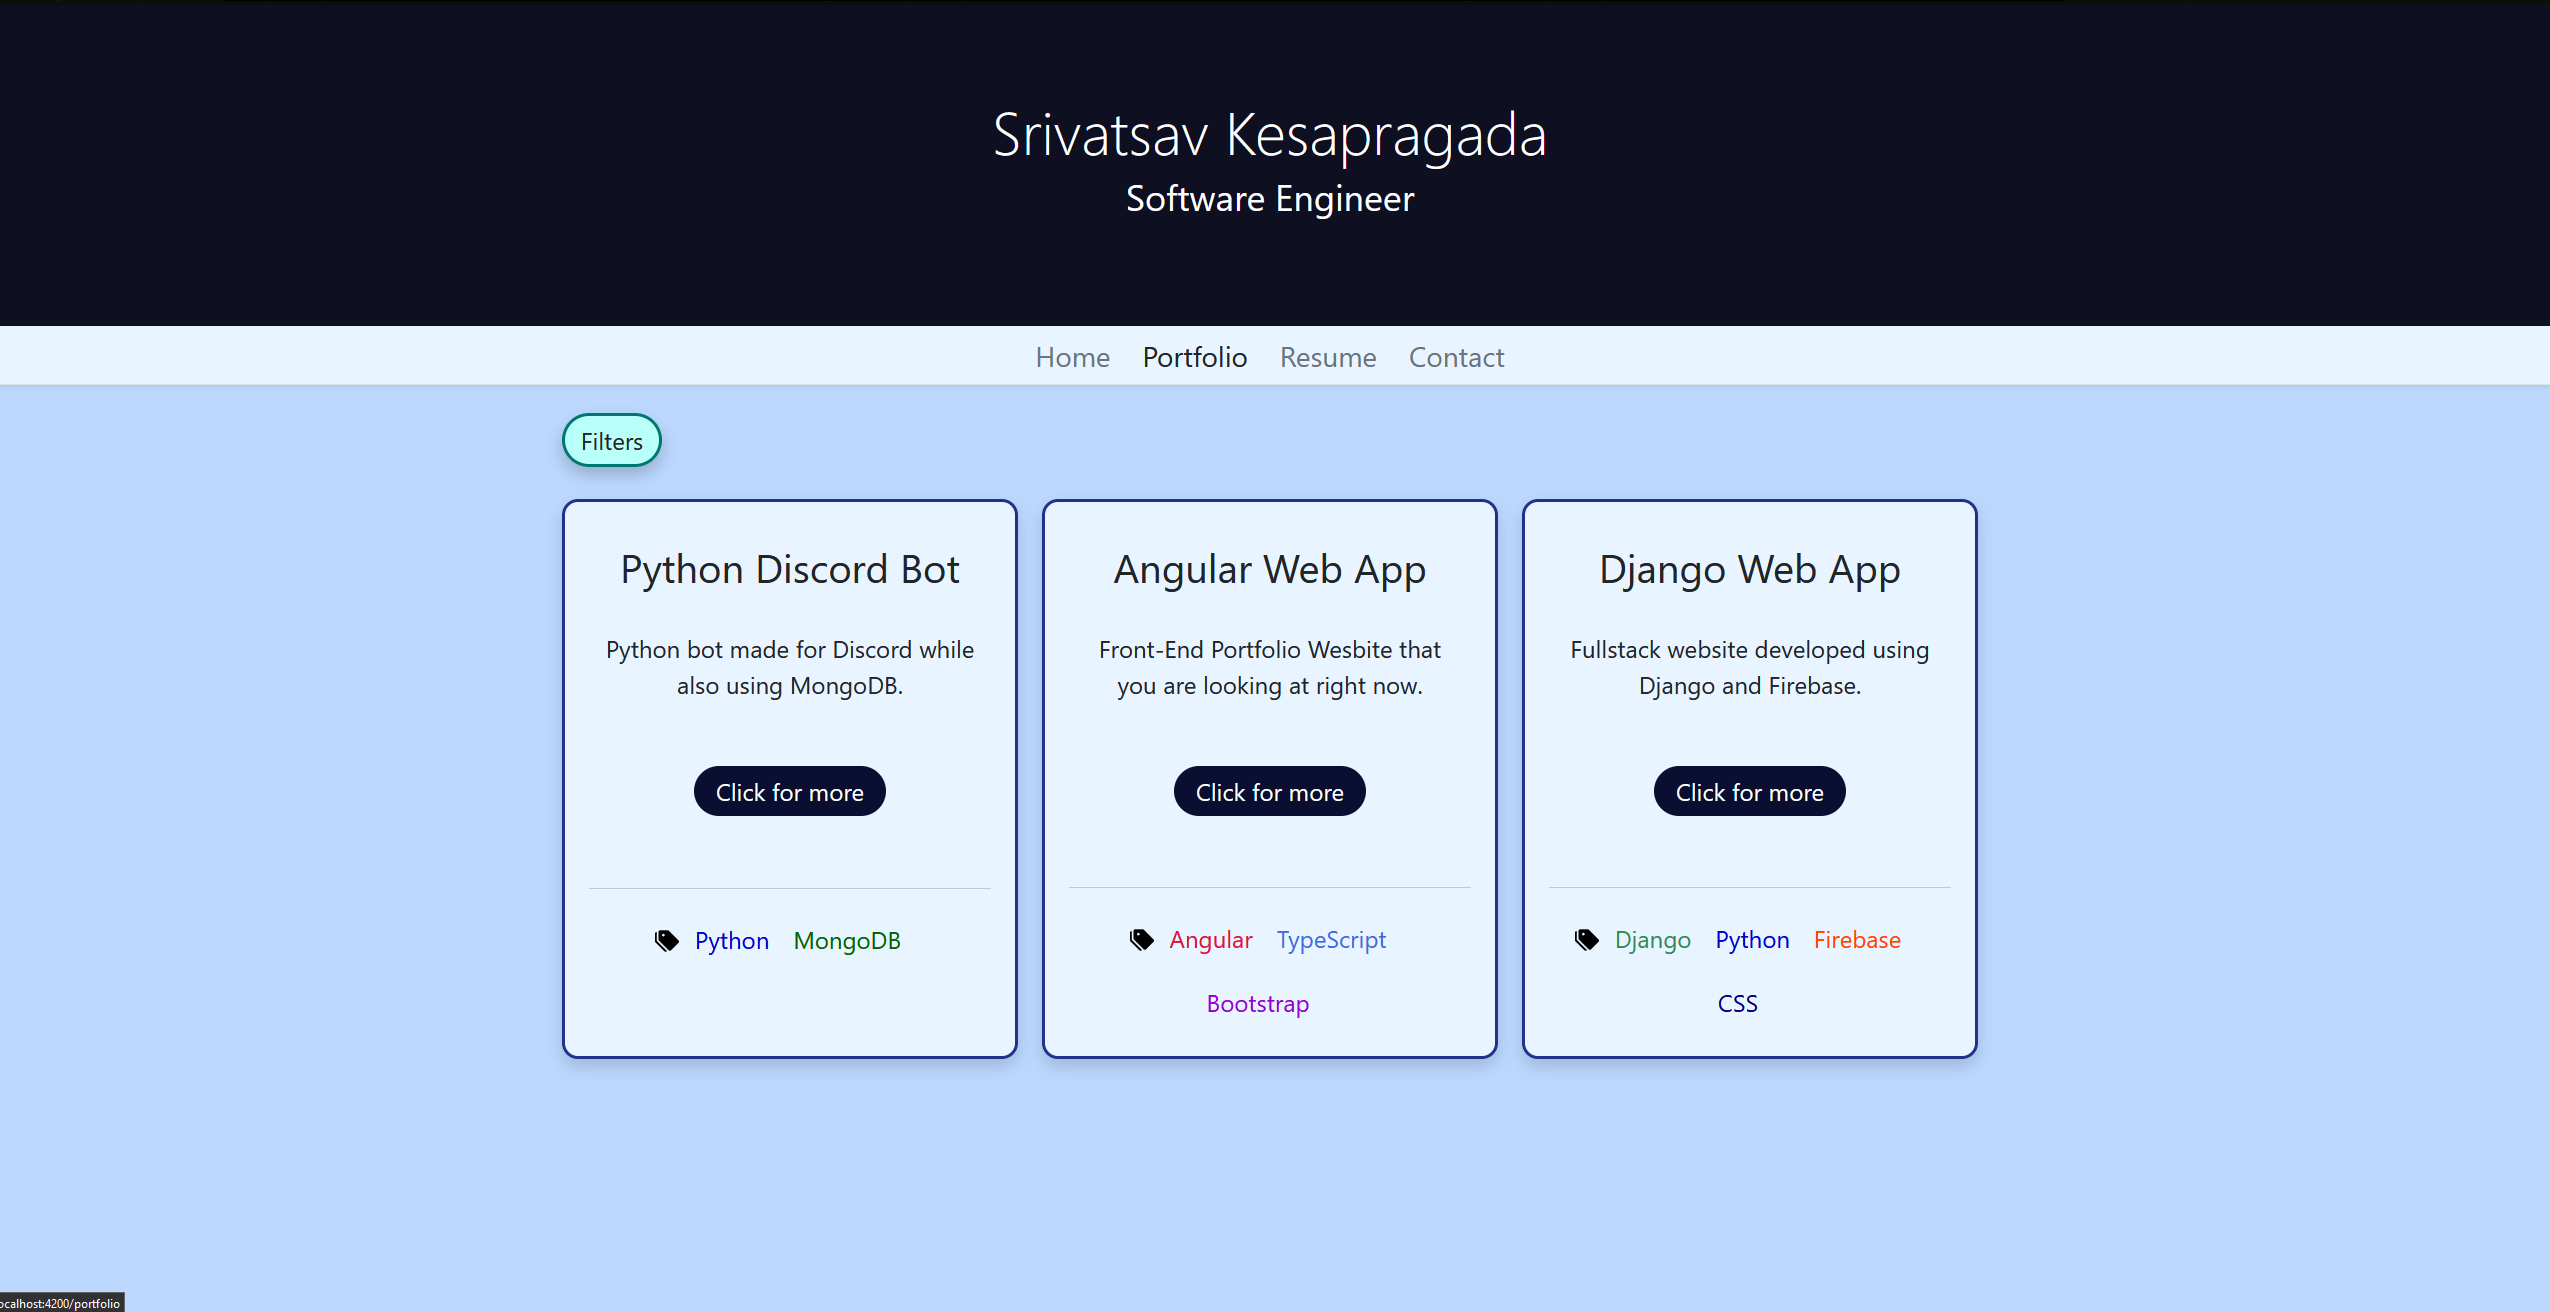 Srivatsav Kesapragada
Software Engineer
Home Portfolio Resume Contact
Filters
Python Discord Bot
Python bot made for Discord while
also using MongoDB.
Click for more
Python MongoDB
Angular Web App
Front-End Portfolio Wesbite that
you are looking at right now.
Click for more
Angular TypeScript
Bootstrap
Django Web App
Fullstack website developed using
Django and Firebase.
Click for more
Django Python Firebase
CSS
ocalhost:4200/portfolio